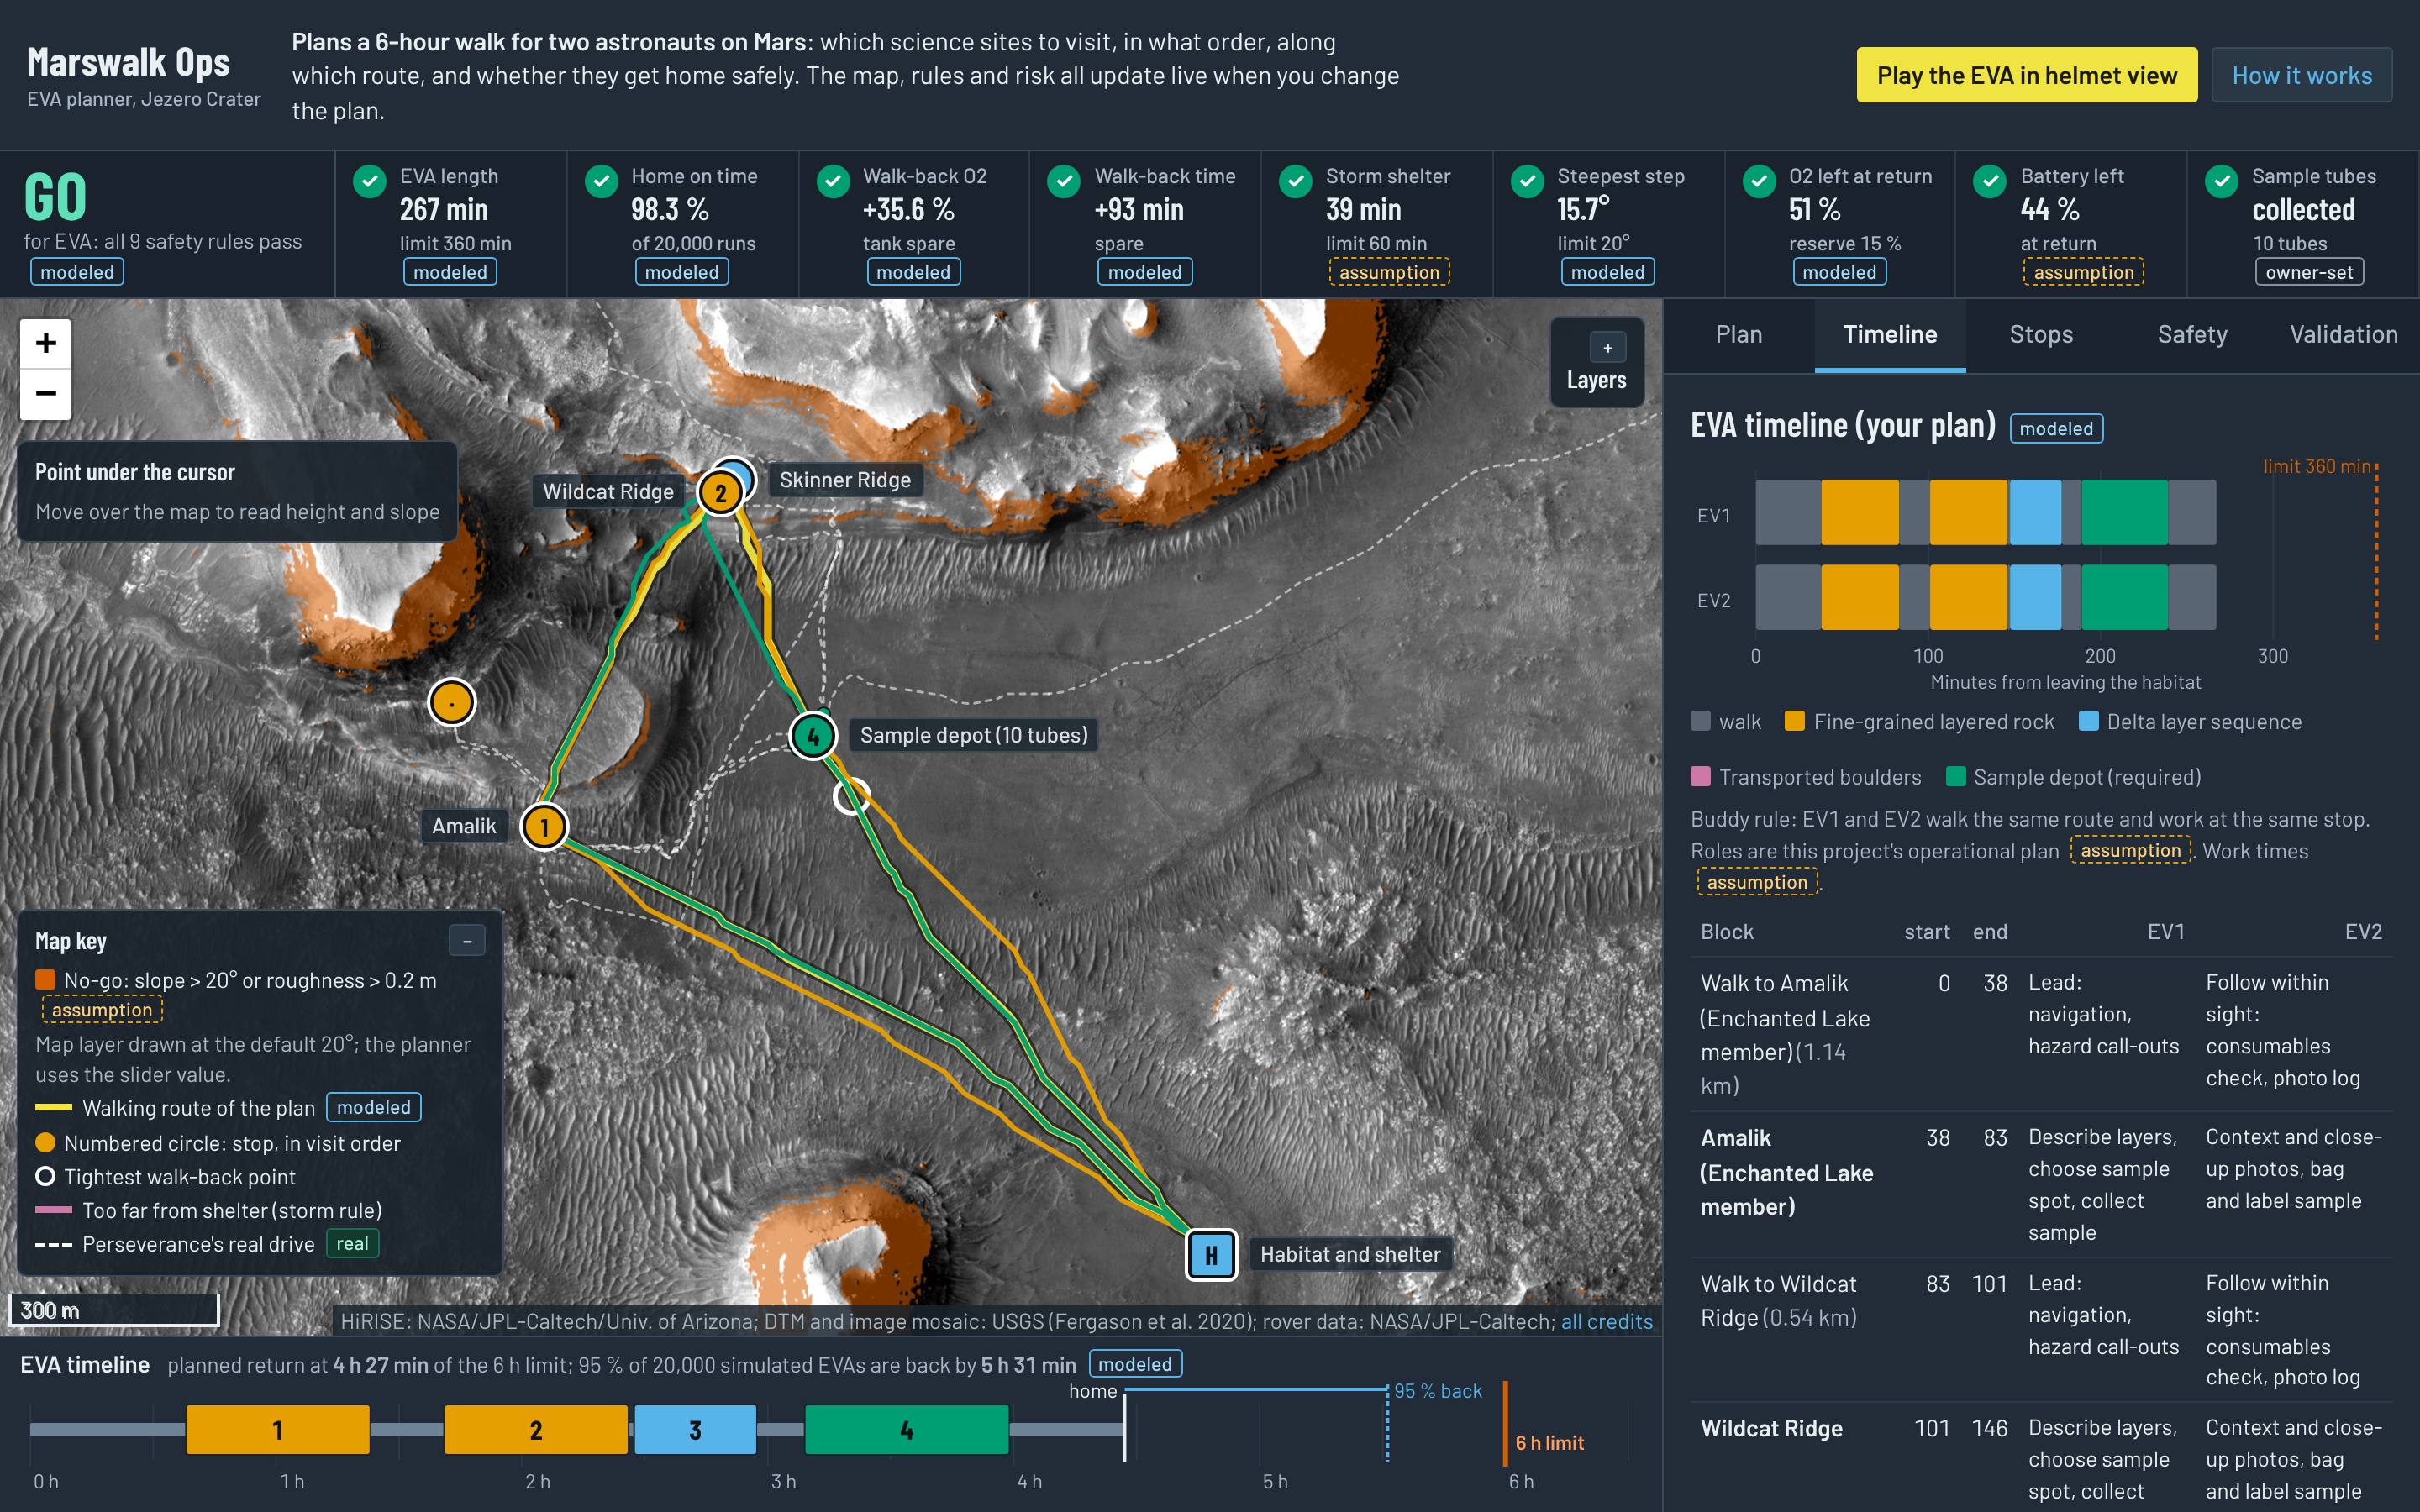 Marswalk Ops
EVA planner, Jezero Crater
Plans a 6-hour walk for two astronauts on Mars: which science sites to visit, in what order, along
which route, and whether they get home safely. The map, rules and risk all update live when you change
the plan.
Play the EVA in helmet view
How it works
GO
for EVA: all 9 safety rules pass
modeled
EVA length
267 min
limit 360 min
modeled
Home on time
98.3 %
of 20,000 runs
modeled
Walk-back O2
+35.6 %
tank spare
modeled
Walk-back time
+93 min
spare
modeled
Storm shelter
39 min
limit 60 min
assumption
Steepest step
15.7°
limit 20°
modeled
O2 left at return
51 %
reserve 15 %
modeled
Battery left
44 %
at return
assumption
Sample tubes
collected
10 tubes
owner-set
+
−
Point under the cursor
Move over the map to read height and slope
+
Layers
Wildcat Ridge
2
Skinner Ridge
.
4
Sample depot (10 tubes)
Amalik
1
H
Habitat and shelter
Map key
–
No-go: slope > 20° or roughness > 0.2 m
assumption
Map layer drawn at the default 20°; the planner
uses the slider value.
Walking route of the plan modeled
Numbered circle: stop, in visit order
Tightest walk-back point
Too far from shelter (storm rule)
Perseverance's real drive real
300 m
HiRISE: NASA/JPL-Caltech/Univ. of Arizona; DTM and image mosaic: USGS (Fergason et al. 2020); rover data: NASA/JPL-Caltech; all credits
EVA timeline planned return at 4 h 27 min of the 6 h limit; 95 % of 20,000 simulated EVAs are back by 5 h 31 min modeled
home
95 % back
1
2
3
4
6 h limit
0 h
1 h
2 h
3 h
4 h
5 h
6 h
Plan
Timeline
Stops
Safety
Validation
EVA timeline (your plan) modeled
limit 360 min
EV1
EV2
0
100
200
300
Minutes from leaving the habitat
walk
Fine-grained layered rock
Delta layer sequence
Transported boulders
Sample depot (required)
Buddy rule: EV1 and EV2 walk the same route and work at the same stop.
Roles are this project's operational plan assumption. Work times
assumption.
Block start end EV1 EV2
Walk to Amalik
(Enchanted Lake
member) (1.14
km)
0
38
Lead:
navigation,
hazard call-outs
Follow within
sight:
consumables
check, photo log
Amalik
(Enchanted Lake
member)
38
83
Describe layers,
choose sample
spot, collect
sample
Context and close-
up photos, bag
and label sample
Walk to Wildcat
Ridge (0.54 km)
83
101
Lead:
navigation,
hazard call-outs
Follow within
sight:
consumables
check, photo log
Wildcat Ridge
101
146
Describe layers,
choose sample
spot, collect
Context and close-
up photos, bag
and label sample